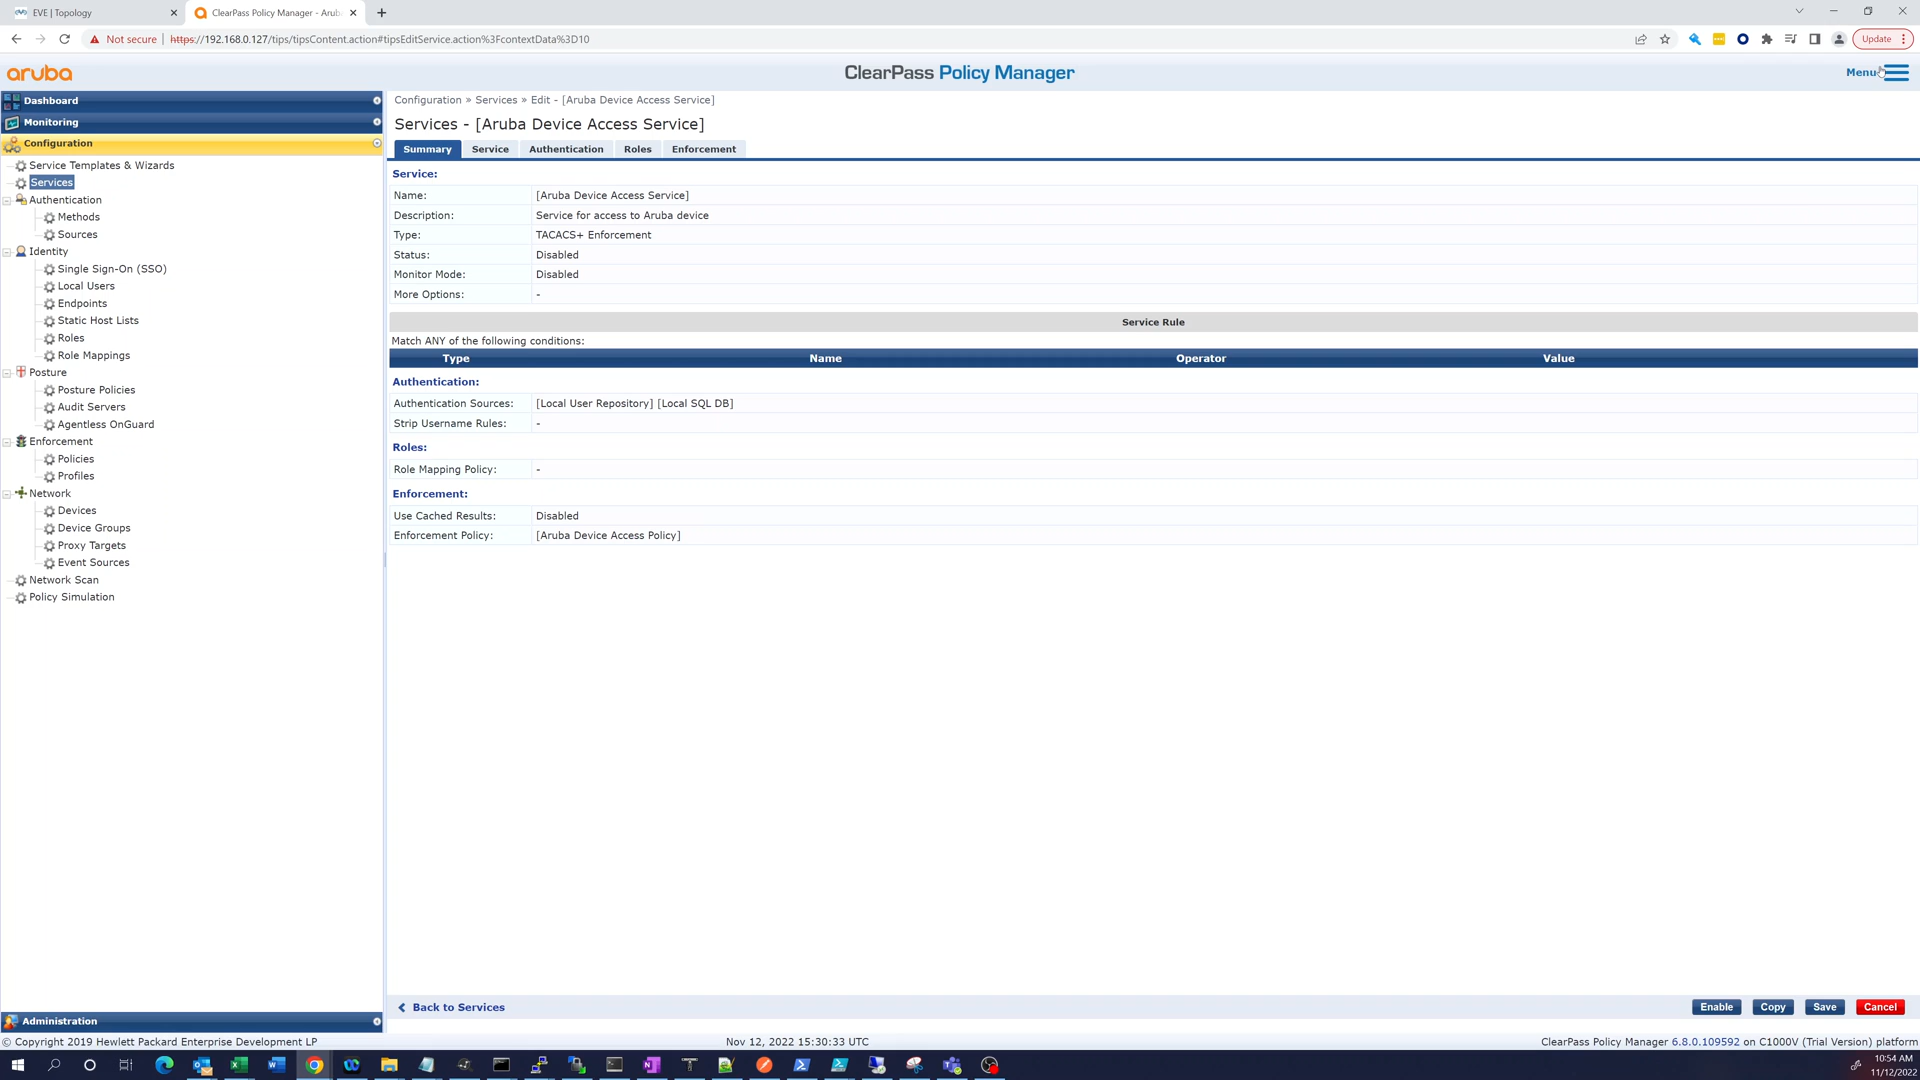 EVE | Topology
ClearPass Policy Manager - Arub
Not secure
https://192.168.0.127/tips/tipsContent.action#tipsEditService.action%3FcontextData%3D10
Update
aruba
ClearPass Policy Manager
Menu
Dashboard
Monitoring
Configuration
Service Templates & Wizards
Services
Authentication
Methods
Sources
Identity
Single Sign-On (SSO)
Local Users
Endpoints
Static Host Lists
Roles
Role Mappings
Posture
Posture Policies
Audit Servers
Agentless OnGuard
Enforcement
Policies
Profiles
Network
Devices
Device Groups
Proxy Targets
Event Sources
Network Scan
Policy Simulation
Administration
Configuration » Services » Edit - [Aruba Device Access Service]
Services - [Aruba Device Access Service]
Summary Service Authentication Roles Enforcement
Service:
Name: [Aruba Device Access Service]
Description: Service for access to Aruba device
Type: TACACS+ Enforcement
Status: Disabled
Monitor Mode: Disabled
More Options: -
Service Rule
Match ANY of the following conditions:
Type Name Operator Value
Authentication:
Authentication Sources: [Local User Repository] [Local SQL DB]
Strip Username Rules: -
Roles:
Role Mapping Policy: -
Enforcement:
Use Cached Results: Disabled
Enforcement Policy: [Aruba Device Access Policy]
Back to Services
Enable Copy Save Cancel
© Copyright 2019 Hewlett Packard Enterprise Development LP
Nov 12, 2022 15:30:33 UTC
ClearPass Policy Manager 6.8.0.109592 on C1000V (Trial Version) platform
10:54 AM
11/12/2022